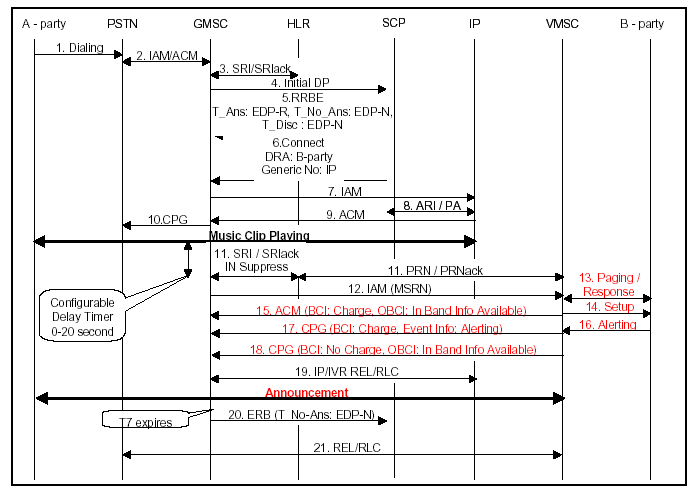 A - party PSTN GMSC HLR SCP IP VMSC B - party
1. Dialing
2. IAM/ACM
3. SRI/SRIack
4. Initial DP
5.RRBE
T_Ans: EDP-R, T_No_Ans: EDP-N,
T_Disc : EDP-N
6.Connect
DRA: B-party
Generic No: IP
7. IAM
8. ARI / PA
9. ACM
10.CPG
Music Clip Playing
11. SRI / SRIack
IN Suppress
11. PRN / PRNack
12. IAM (MSRN)
13. Paging /
Response
Configurable
Delay Timer
0-20 second
14. Setup
15. ACM (BCI: Charge, OBCI: In Band Info Available)
16. Alerting
17. CPG (BCI: Charge, Event Info: Alerting)
18. CPG (BCI: No Charge, OBCI: In Band Info Available)
19. IP/IVR REL/RLC
Announcement
T7 expires
20. ERB (T_No-Ans: EDP-N)
21. REL/RLC